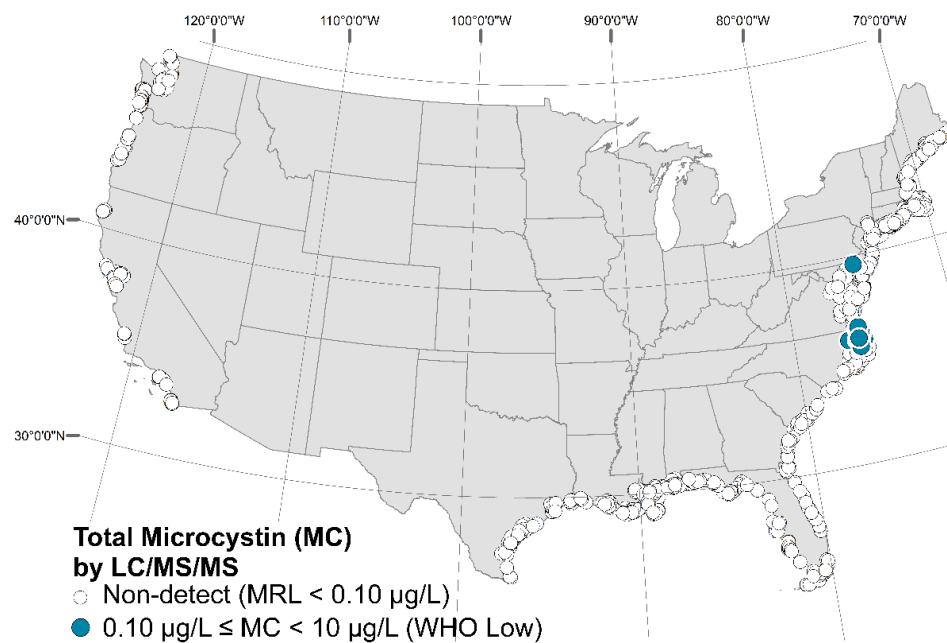 120°0'0"W 110°0'0"W 100°0'0"W 90°0'0"W 80°0'0"W 70°0'0"W
40°0'0"N
30°0'0"N
Total Microcystin (MC)
by LC/MS/MS
Non-detect (MRL < 0.10 µg/L)
0.10 µg/L ≤ MC < 10 µg/L (WHO Low)